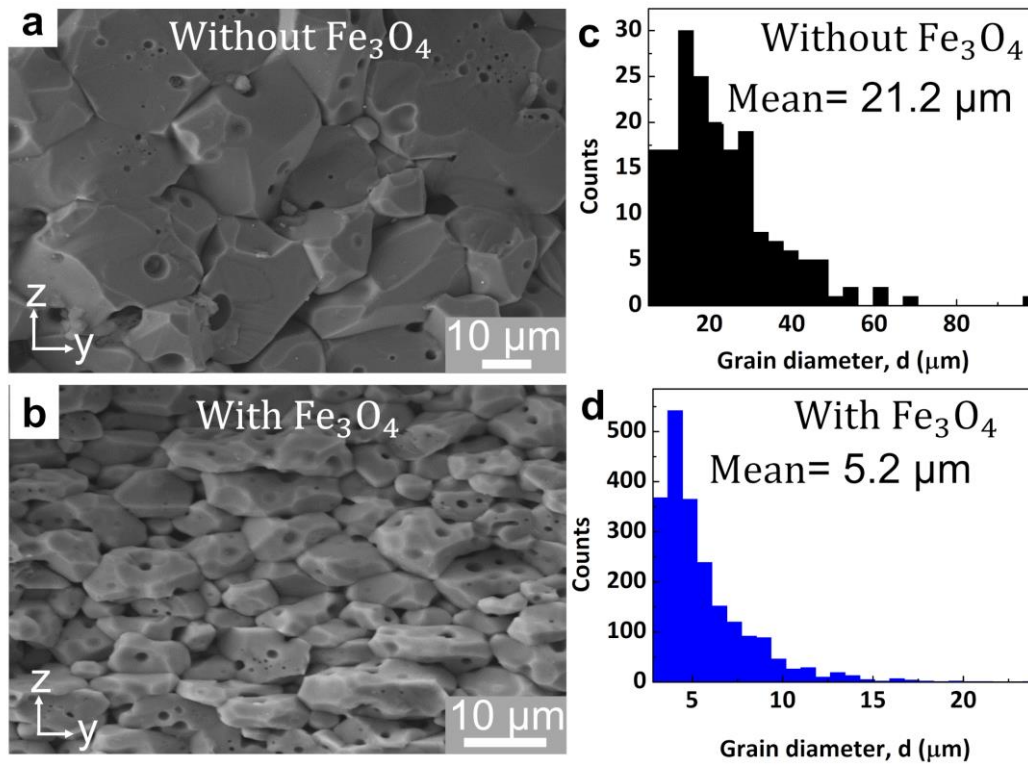 a
Without Fe₃O₄
z
y
10 μm
b
With Fe₃O₄
z
y
10 μm
c
Without Fe₃O₄
Mean= 21.2 μm
Counts
30
25
20
15
10
5
0
20 40 60 80
Grain diameter, d (μm)
d
With Fe₃O₄
Mean= 5.2 μm
Counts
500
400
300
200
100
0
5 10 15 20
Grain diameter, d (μm)